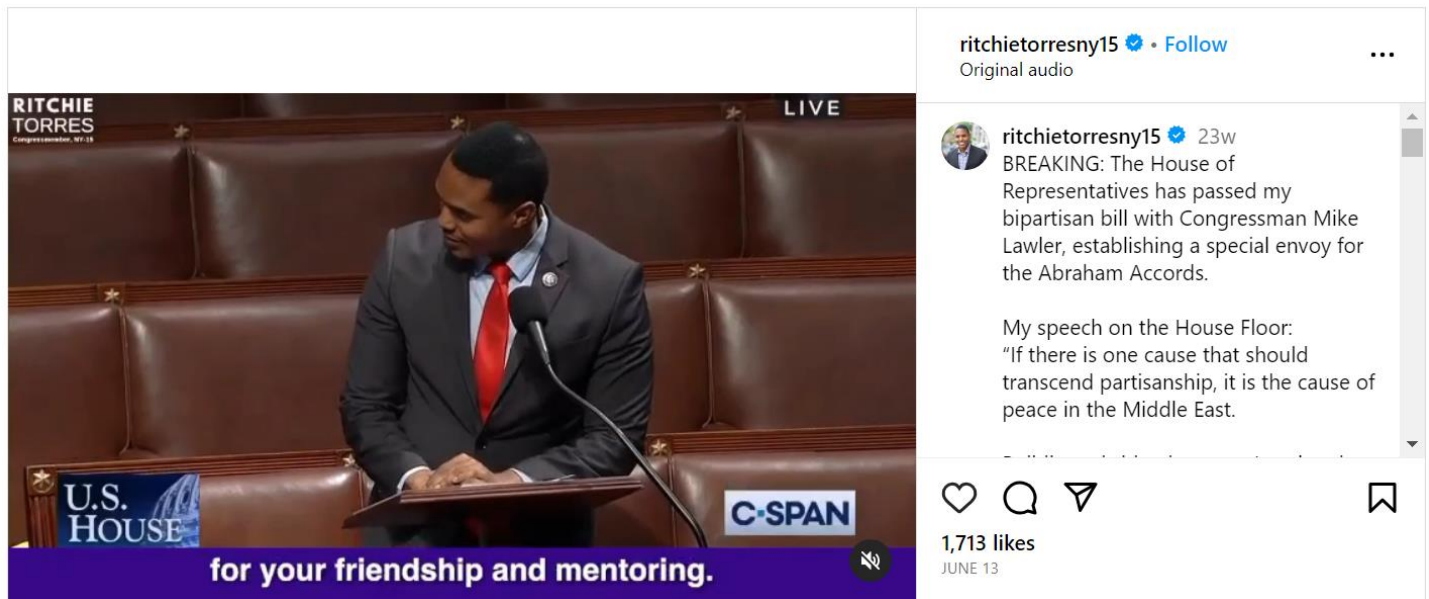 RITCHIE
TORRES
Congressmember, NY-15
LIVE
U.S.
HOUSE
C-SPAN
for your friendship and mentoring.
ritchietorresny15 • Follow
Original audio
...
ritchietorresny15 23w
BREAKING: The House of
Representatives has passed my
bipartisan bill with Congressman Mike
Lawler, establishing a special envoy for
the Abraham Accords.
My speech on the House Floor:
“If there is one cause that should
transcend partisanship, it is the cause of
peace in the Middle East.
1,713 likes
JUNE 13